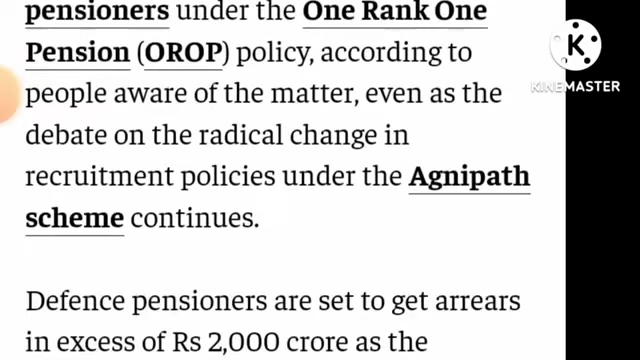 pensioners under the One Rank One
Pension (OROP) policy, according to
people aware of the matter, even as the
debate on the radical change in
recruitment policies under the Agnipath
scheme continues.
Defence pensioners are set to get arrears
in excess of Rs 2,000 crore as the
K
KINEMASTER